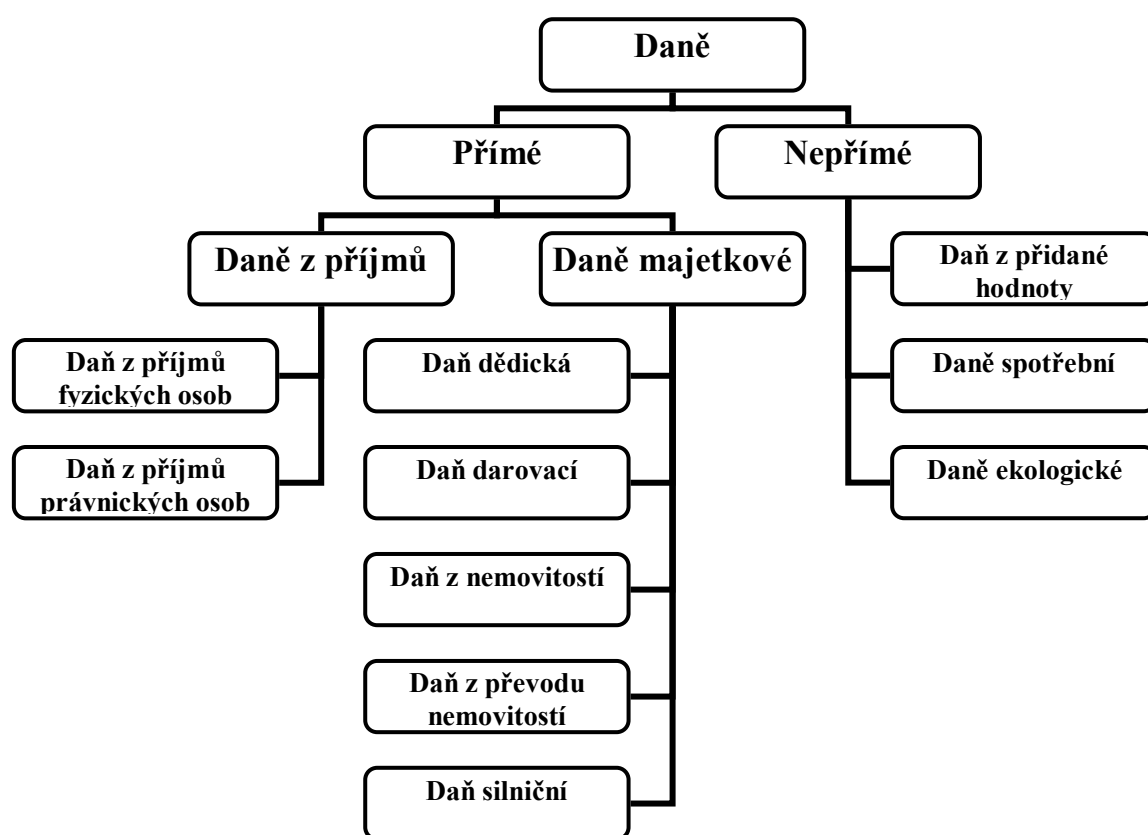 Daně
Přímé
Nepřímé
Daně z příjmů
Daně majetkové
Daň z přidané
hodnoty
Daň z příjmů
fyzických osob
Daň dědická
Daně spotřební
Daň z příjmů
právnických osob
Daň darovací
Daně ekologické
Daň z nemovitostí
Daň z převodu
nemovitostí
Daň silniční